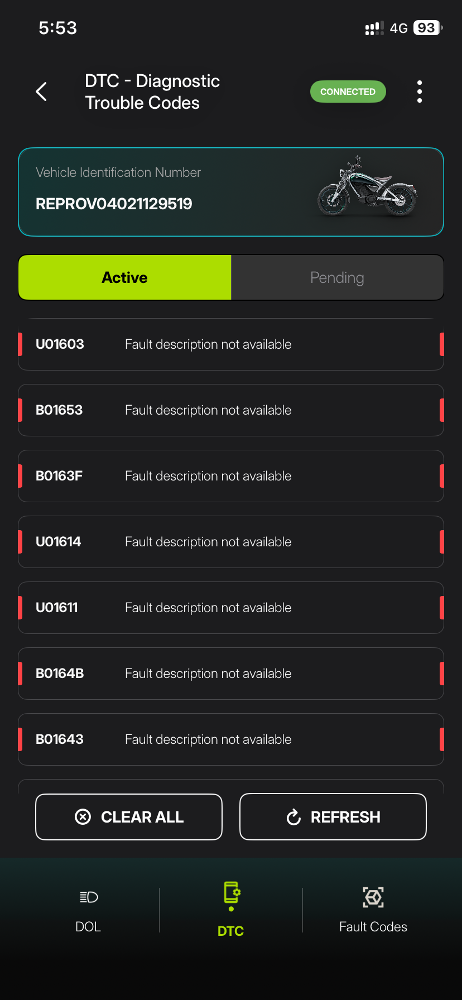 5:53
4G 93
DTC - Diagnostic
Trouble Codes
CONNECTED
Vehicle Identification Number
REPROV04021129519
Active Pending
U01603 Fault description not available
B01653 Fault description not available
B0163F Fault description not available
U01614 Fault description not available
U01611 Fault description not available
B0164B Fault description not available
B01643 Fault description not available
CLEAR ALL REFRESH
DOL DTC Fault Codes